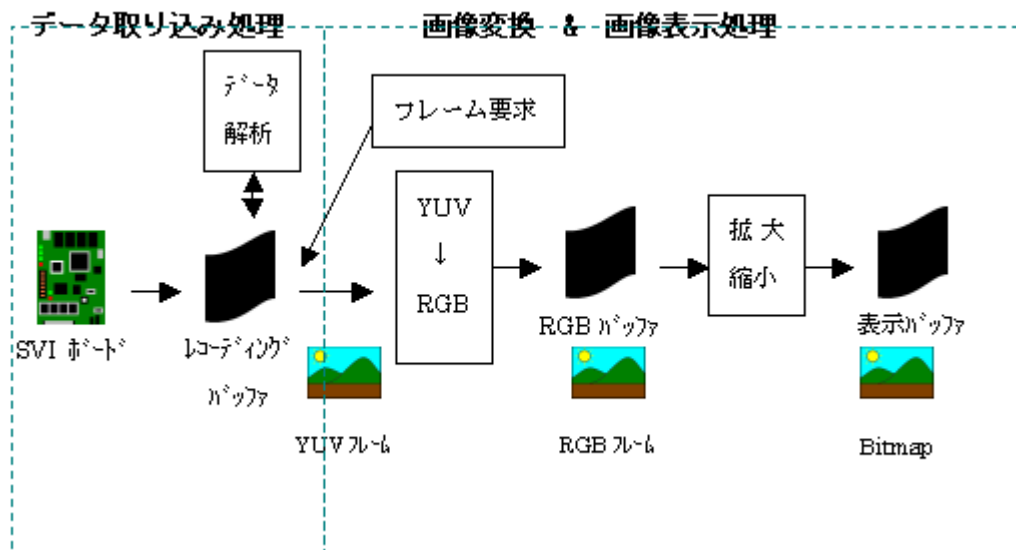 データ取り込み処理
画像変換 & 画像表示処理
ﾃﾞｰﾀ
解析
フレーム要求
YUV
↓
RGB
拡 大
縮小
SVI ﾎﾞｰﾄﾞ
ﾚｺｰﾃﾞｨﾝｸﾞ
ﾊﾞｯﾌｧ
RGB ﾊﾞｯﾌｧ
表示ﾊﾞｯﾌｧ
YUV ﾌﾚｰﾑ
RGB ﾌﾚｰﾑ
Bitmap